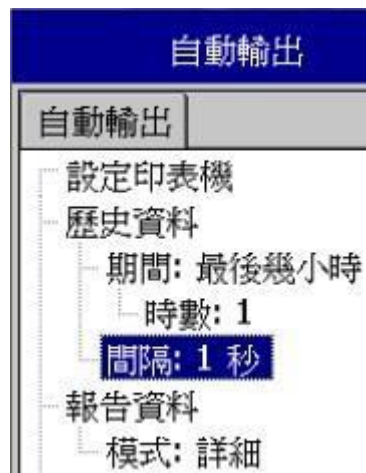 自動輸出
自動輸出
設定印表機
歷史資料
期間: 最後幾小時
時數: 1
間隔: 1 秒
報告資料
模式: 詳細